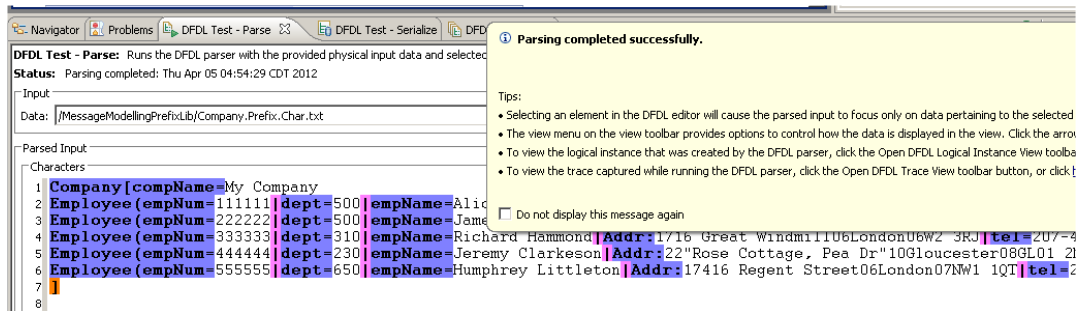 Navigator Problems DFDL Test - Parse DFDL Test - Serialize DFD
DFDL Test - Parse: Runs the DFDL parser with the provided physical input data and selected
Status: Parsing completed: Thu Apr 05 04:54:29 CDT 2012
Input
Data: /MessageModellingPrefixLib/Company.Prefix.Char.txt
Parsed Input
Characters
1 Company[compName=My Company
2 Employee(empNum=111111|dept=500|empName=Alic
3 Employee(empNum=222222|dept=500|empName=Jame
4 Employee(empNum=333333|dept=310|empName=Richard Hammond|Addr:1716 Great Windmill06London06W2 3RJ|tel=207-4
5 Employee(empNum=444444|dept=230|empName=Jeremy Clarkeson|Addr:22"Rose Cottage, Pea Dr"10Gloucester08GL01 2
6 Employee(empNum=555555|dept=650|empName=Humphrey Littleton|Addr:17416 Regent Street06London07NW1 1QT|tel=2
7 ]
8
Parsing completed successfully.
Tips:
• Selecting an element in the DFDL editor will cause the parsed input to focus only on data pertaining to the selected
• The view menu on the view toolbar provides options to control how the data is displayed in the view. Click the arro
• To view the logical instance that was created by the DFDL parser, click the Open DFDL Logical Instance View toolba
• To view the trace captured while running the DFDL parser, click the Open DFDL Trace View toolbar button, or click
Do not display this message again